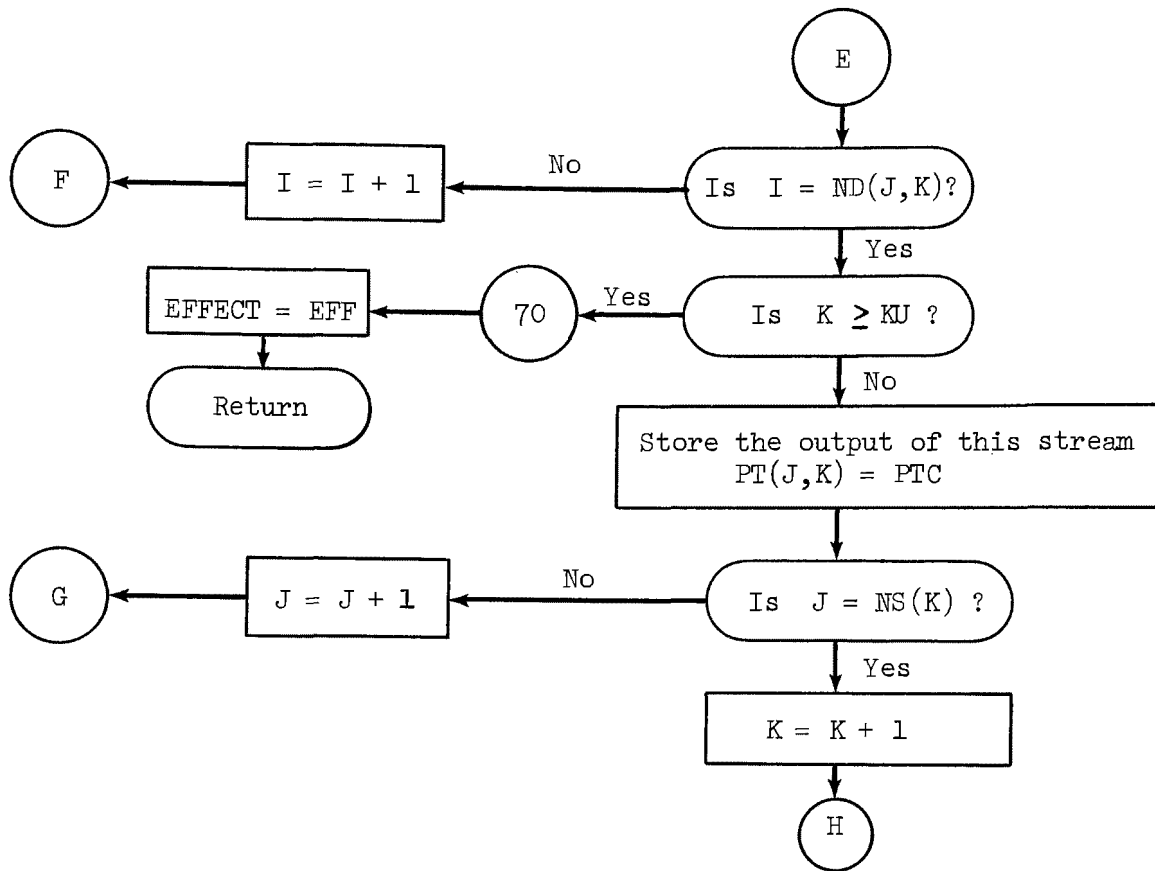 E
Is I = ND(J,K)?
No
I = I + 1
F
Yes
Is K ≥ KU ?
Yes
70
EFFECT = EFF
Return
No
Store the output of this stream
PT(J,K) = PTC
Is J = NS(K) ?
No
J = J + 1
G
Yes
K = K + 1
H